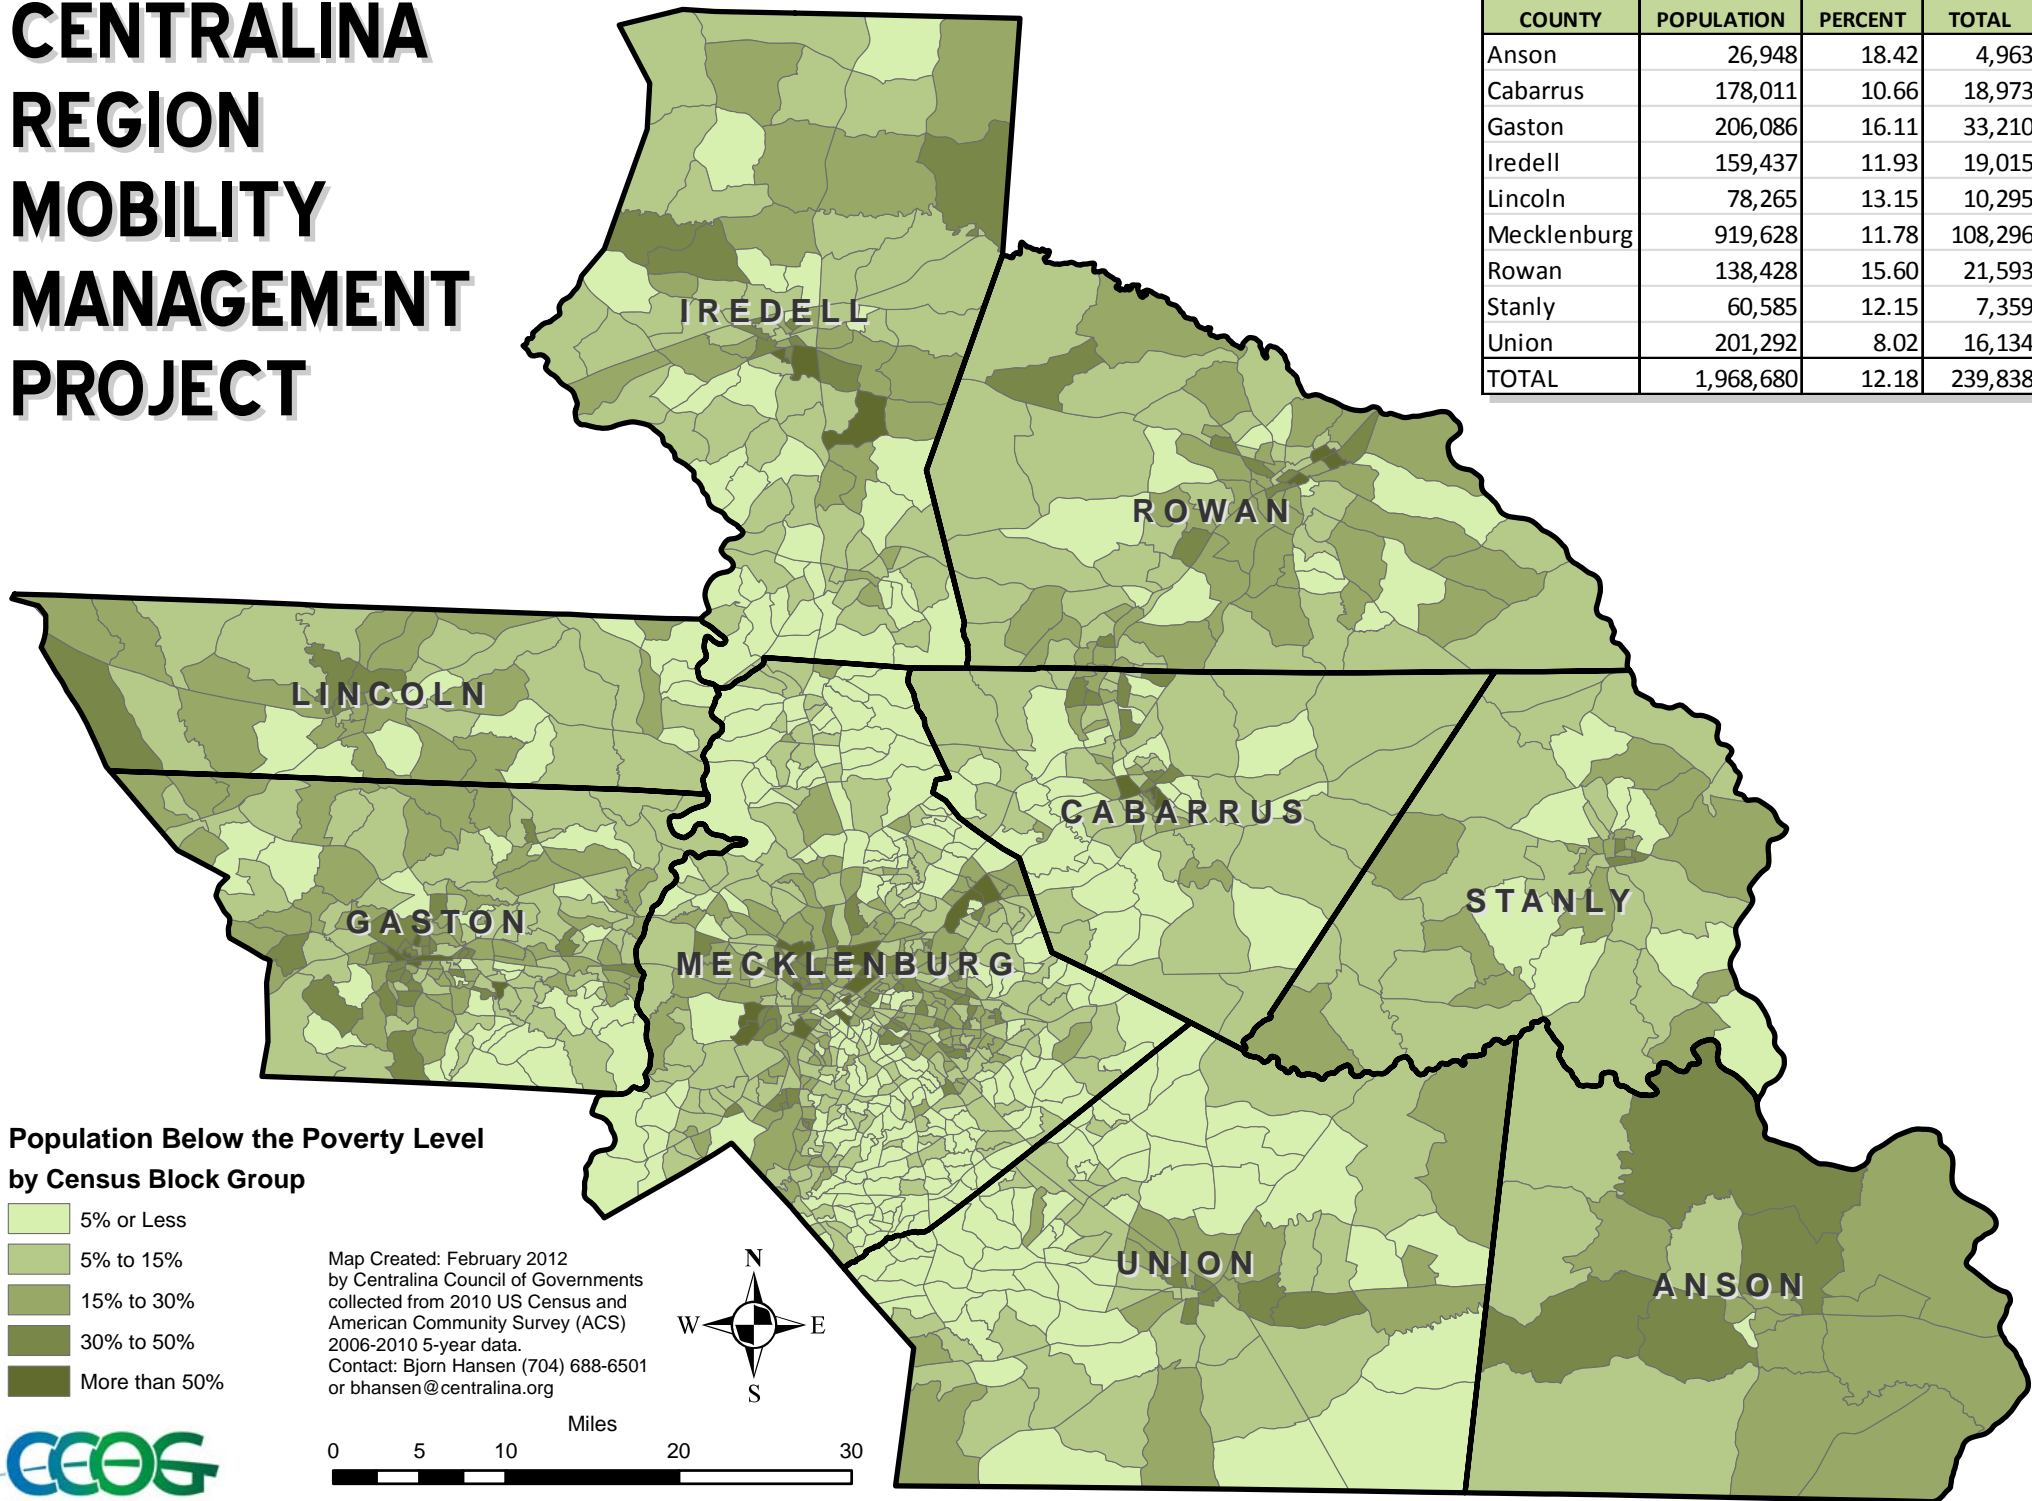 CENTRALINA
REGION
MOBILITY
MANAGEMENT
PROJECT
COUNTY POPULATION PERCENT TOTAL
Anson 26,948 18.42 4,963
Cabarrus 178,011 10.66 18,973
Gaston 206,086 16.11 33,210
Iredell 159,437 11.93 19,015
Lincoln 78,265 13.15 10,295
Mecklenburg 919,628 11.78 108,296
Rowan 138,428 15.60 21,593
Stanly 60,585 12.15 7,359
Union 201,292 8.02 16,134
TOTAL 1,968,680 12.18 239,838
IREDELL
ROWAN
LINCOLN
CABARRUS
STANLY
GASTON
MECKLENBURG
UNION
ANSON
Population Below the Poverty Level
by Census Block Group
5% or Less
5% to 15%
15% to 30%
30% to 50%
More than 50%
Map Created: February 2012
by Centralina Council of Governments
collected from 2010 US Census and
American Community Survey (ACS)
2006-2010 5-year data.
Contact: Bjorn Hansen (704) 688-6501
or bhansen@centralina.org
N
W E
S
Miles
0 5 10 20 30
CCOG